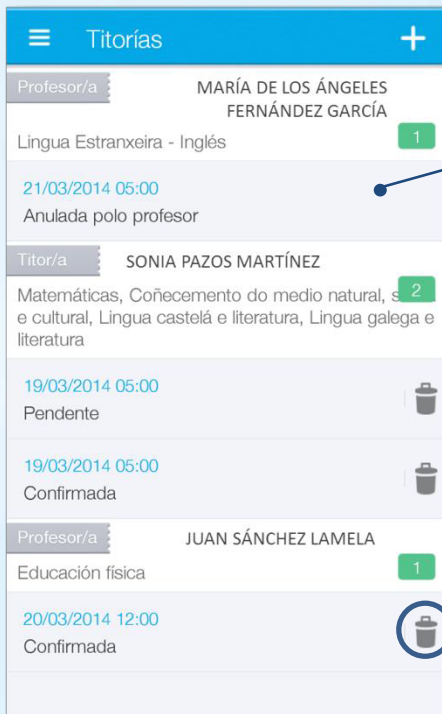 Titorías
Profesor/a
MARÍA DE LOS ÁNGELES
FERNÁNDEZ GARCÍA
Lingua Estranxeira - Inglés
1
21/03/2014 05:00
Anulada polo profesor
Titor/a
SONIA PAZOS MARTÍNEZ
Matemáticas, Coñecemento do medio natural, s
2
e cultural, Lingua castelá e literatura, Lingua galega e
literatura
19/03/2014 05:00
Pendente
19/03/2014 05:00
Confirmada
Profesor/a
JUAN SÁNCHEZ LAMELA
Educación física
1
20/03/2014 12:00
Confirmada